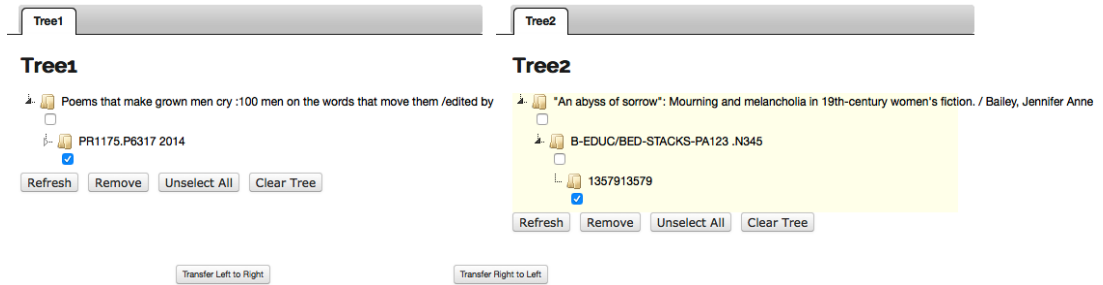 Tree1
Tree1
Poems that make grown men cry :100 men on the words that move them /edited by
PR1175.P6317 2014
Refresh Remove Unselect All Clear Tree
Tree2
Tree2
"An abyss of sorrow": Mourning and melancholia in 19th-century women's fiction. / Bailey, Jennifer Anne
B-EDUC/BED-STACKS-PA123 .N345
1357913579
Refresh Remove Unselect All Clear Tree
Transfer Left to Right Transfer Right to Left